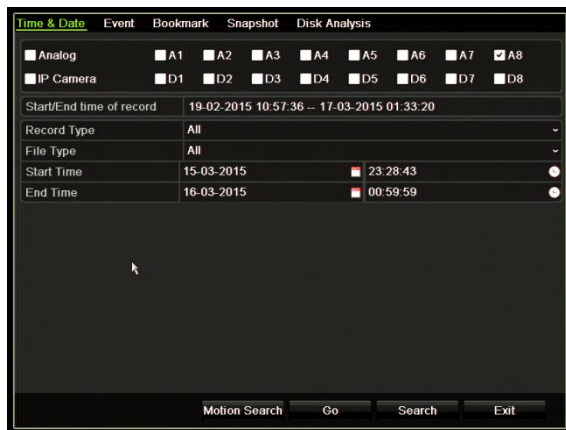 Time & Date Event Bookmark Snapshot Disk Analysis
Analog A1 A2 A3 A4 A5 A6 A7 A8
IP Camera D1 D2 D3 D4 D5 D6 D7 D8
Start/End time of record 19-02-2015 10:57:36 -- 17-03-2015 01:33:20
Record Type All
File Type All
Start Time 15-03-2015 23:28:43
End Time 16-03-2015 00:59:59
Motion Search Go Search Exit